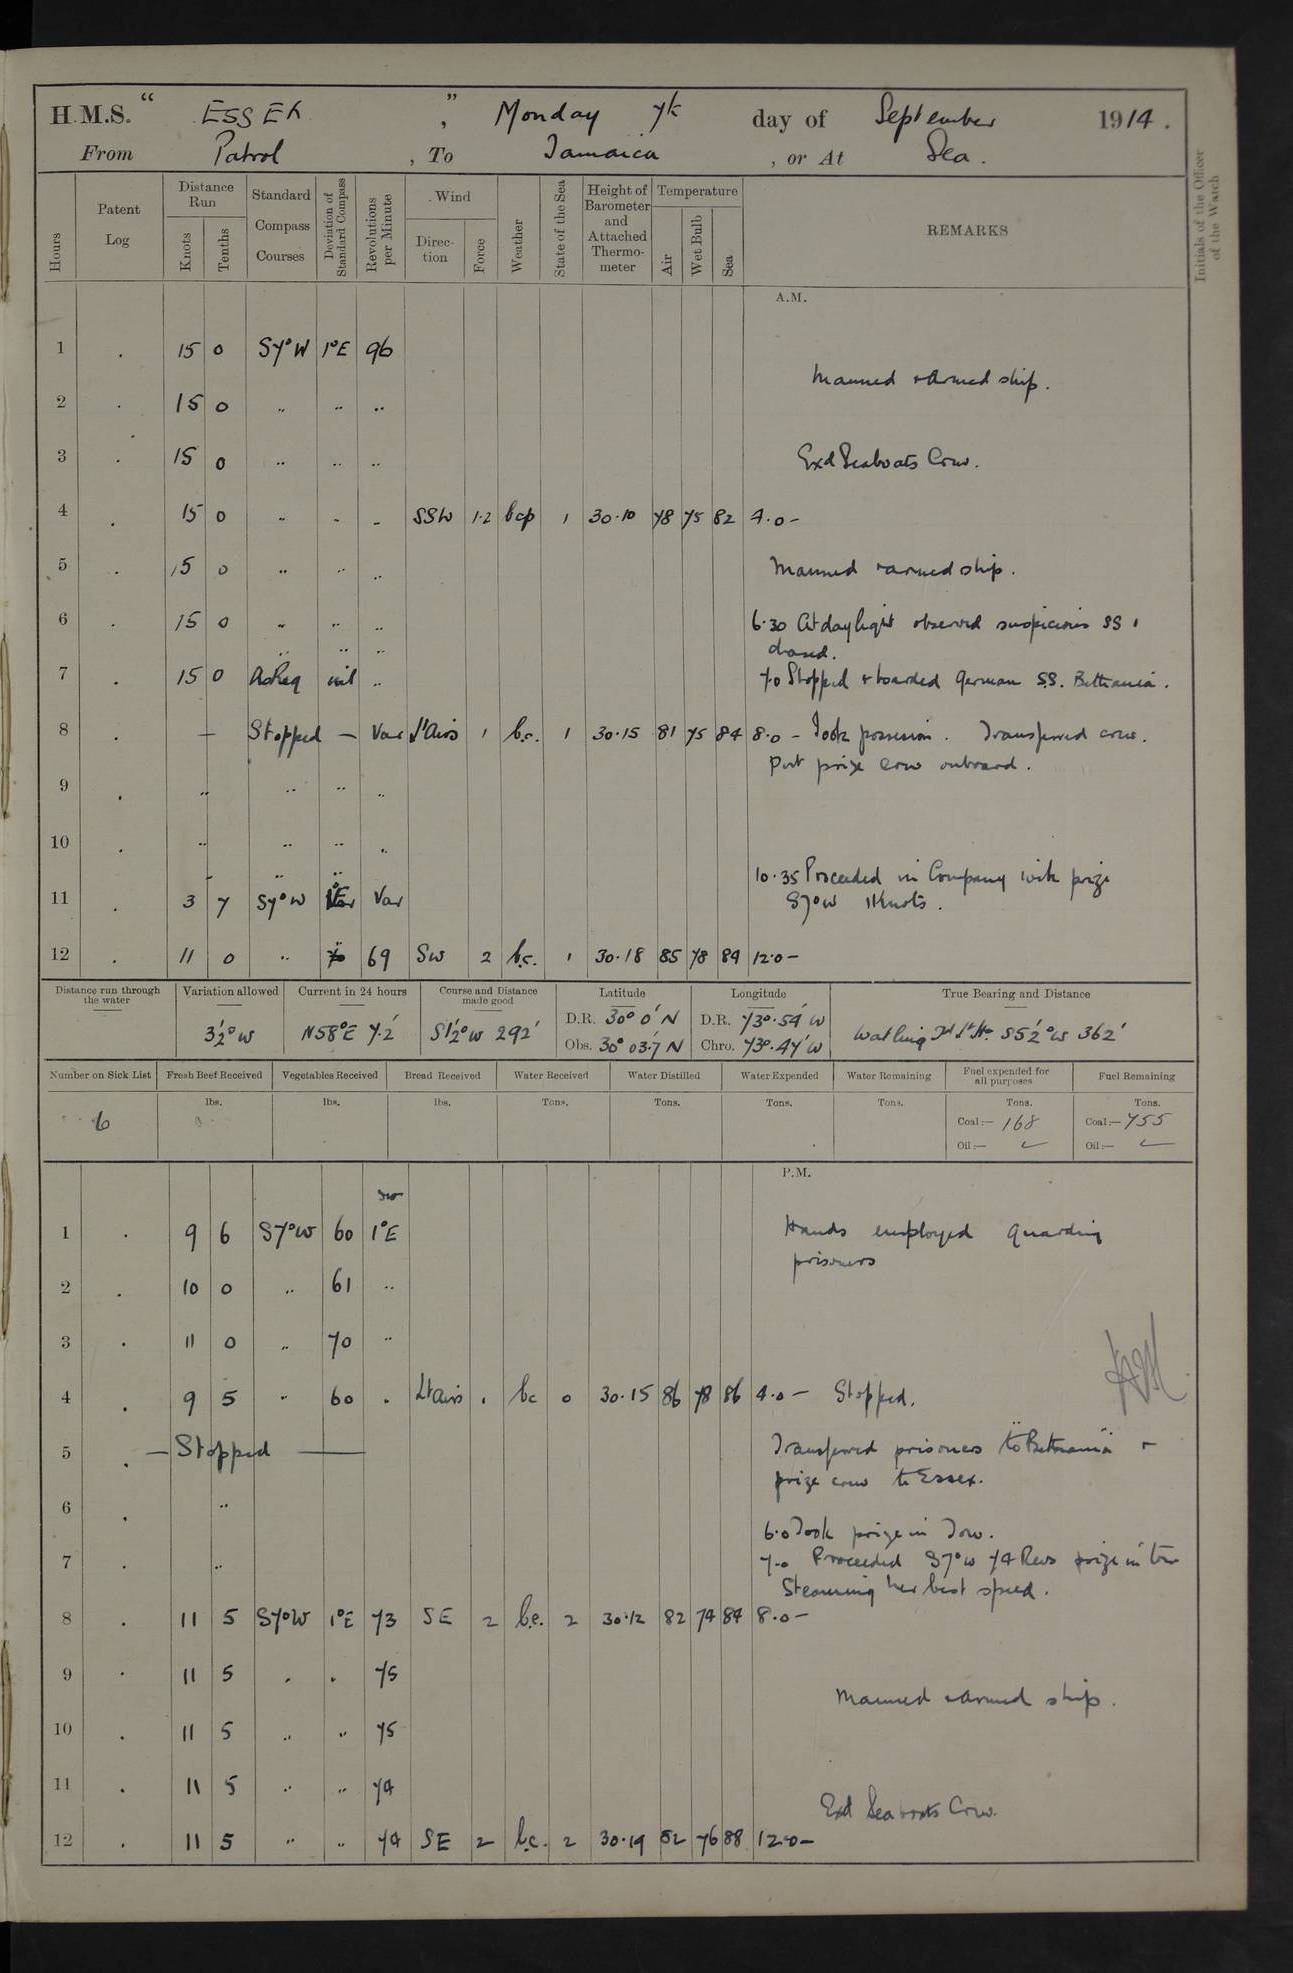 H.M.S. " ESSEX ", Monday 7th day of September 1914.
From Patrol, To Jamaica, or At Sea.
Hours Patent Log Distance Run Knots Tenths Standard Compass Courses Deviation of Standard Compass Revolutions per Minute Wind Direction Force Weather State of the Sea Height of Barometer and Attached Thermometer Temperature Air Wet Bulb Sea REMARKS Initials of the Officer of the Watch
A.M.
1 . 15 0 S7°W 1°E 96
Manned & armed ship.
2 . 15 0 " " "
3 . 15 0 " " " Exd Seaboats Crew.
4 . 15 0 " " " SSW 1.2 bcp 1 30.10 78 75 82 4.0 -
5 . 15 0 " " " Manned & armed ship.
6 . 15 0 " " " 6.30 At daylight observed suspicious SS &
" " " chased.
7 . 15 0 As Req nil " 7.0 Stopped & boarded German S.S. Bethania.
8 . — Stopped — Var Lt Airs 1 b.c. 1 30.15 81 75 84 8.0 - Took possession. Transferred crew.
Put prize crew onboard.
9 . " " " "
10 . " " " "
10.35 Proceeded in Company with prize
11 . 3 7 S7°W 1°E Var S7°W 11 Knots.
12 . 11 0 " " 69 SW 2 b.c. 1 30.18 85 78 84 12.0 -
Distance run through the water Variation allowed Current in 24 hours Course and Distance made good Latitude Longitude True Bearing and Distance
3½°W N58°E 7.2' S1½°W 292' D.R. 30° 0' N D.R. 73°.54' W Watling Id Lt Ho. S5½°W 362'
Obs. 30° 03.7' N Chro. 73°.47' W
Number on Sick List Fresh Beef Received Vegetables Received Bread Received Water Received Water Distilled Water Expended Water Remaining Fuel expended for all purposes Fuel Remaining
lbs. lbs. lbs. Tons. Tons. Tons. Tons. Tons. Tons.
6 Coal :— 168 Coal :— 755
Oil :— Oil :—
P.M.
1 . 9 6 S7°W 60 1°E Hands employed guarding
prisoners
2 . 10 0 " 61 "
3 . 11 0 " 70 "
4 . 9 5 " 60 " Lt airs 1 bc 0 30.15 86 78 86 4.0 - Stopped.
5 . — Stopped — Transferred prisoners to "Bethania" &
prize crew to Essex.
6 . "
6.0 Took prize in Tow.
7 . " 7.0 Proceeded S7°W 74 Revs prize in tow
Steaming her best speed.
8 . 11 5 S7°W 1°E 73 SE 2 b.c. 2 30.12 82 74 84 8.0 -
9 . 11 5 " " 75
Manned & armed ship.
10 . 11 5 " " 75
11 . 11 5 " " 74
Exd Seaboats Crew.
12 . 11 5 " " 74 SE 2 b.c. 2 30.19 82 76 88 12.0 -